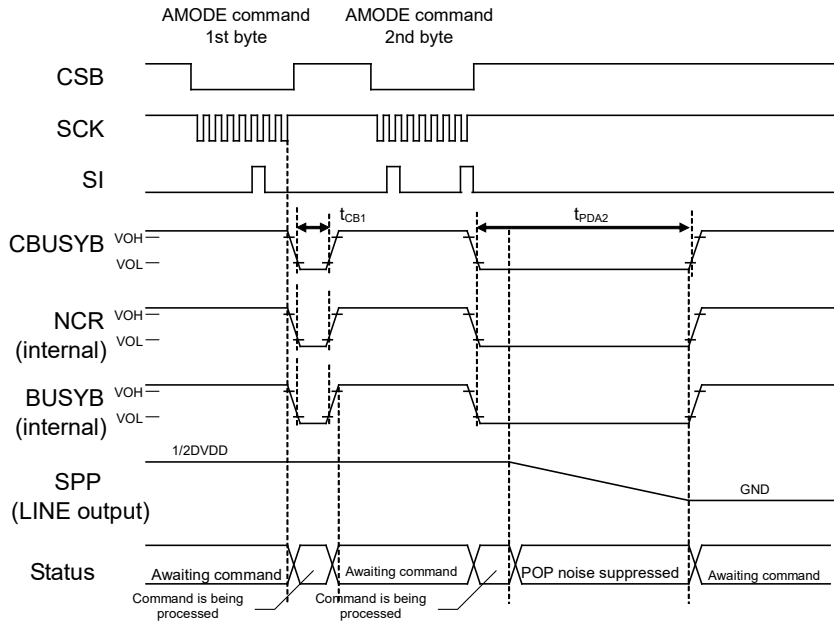 AMODE command
1st byte
AMODE command
2nd byte
CSB
SCK
SI
tCB1
tPDA2
CBUSYB
VOH
VOL
NCR
(internal)
VOH
VOL
BUSYB
(internal)
VOH
VOL
1/2DVDD
SPP
(LINE output)
GND
Status
Awaiting command
Awaiting command
POP noise suppressed
Awaiting command
Command is being
processed
Command is being
processed